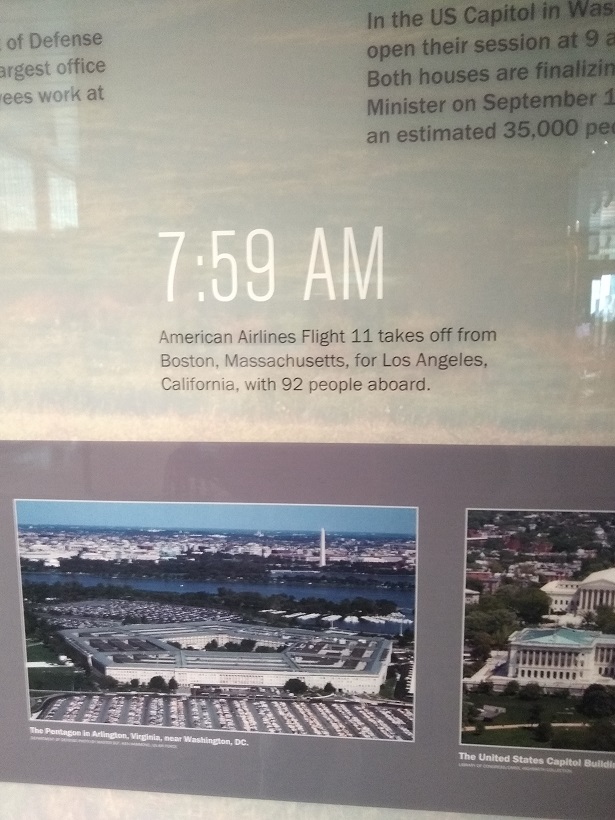 of Defense
argest office
ees work at
In the US Capitol in Was
open their session at 9 a
Both houses are finalizin
Minister on September 1
an estimated 35,000 peo
7:59 AM
American Airlines Flight 11 takes off from
Boston, Massachusetts, for Los Angeles,
California, with 92 people aboard.
The Pentagon in Arlington, Virginia, near Washington, DC.
The United States Capitol Buildin